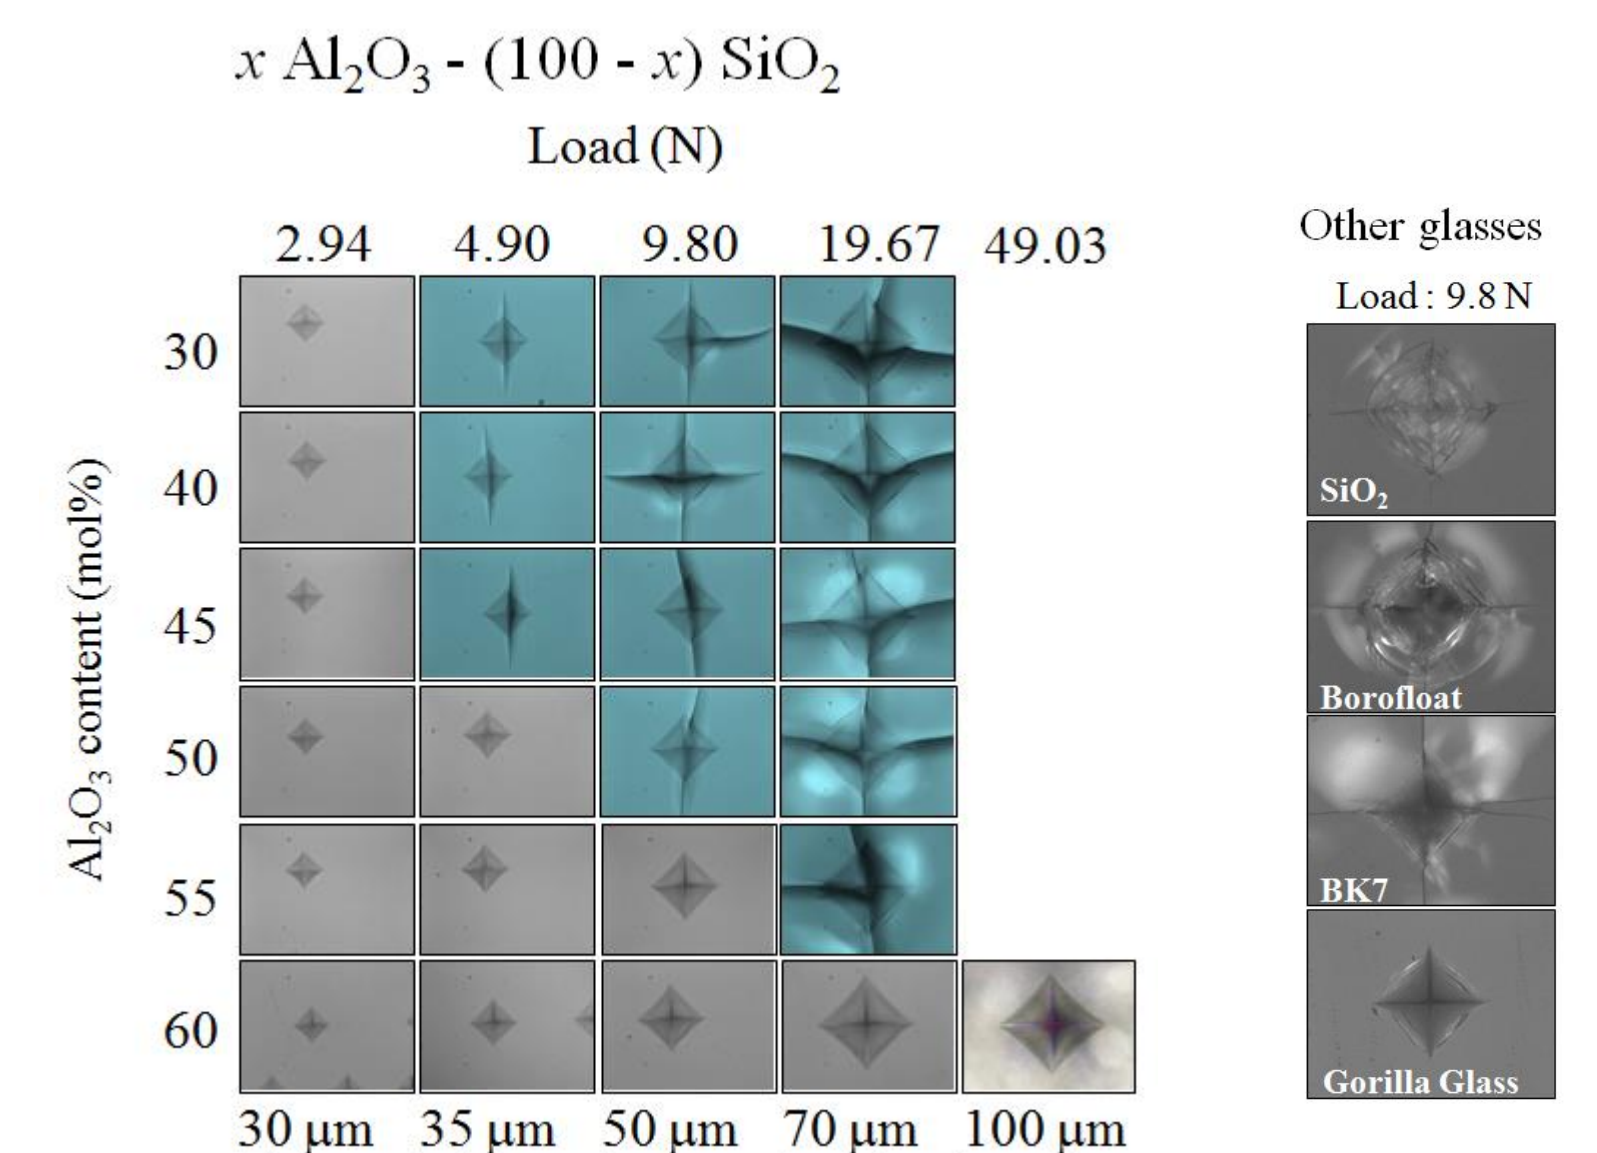 x Al₂O₃ - (100 - x) SiO₂
Load (N)
2.94 4.90 9.80 19.67 49.03
Al₂O₃ content (mol%)
30
40
45
50
55
60
30 μm 35 μm 50 μm 70 μm 100 μm
Other glasses
Load : 9.8 N
SiO₂
Borofloat
BK7
Gorilla Glass